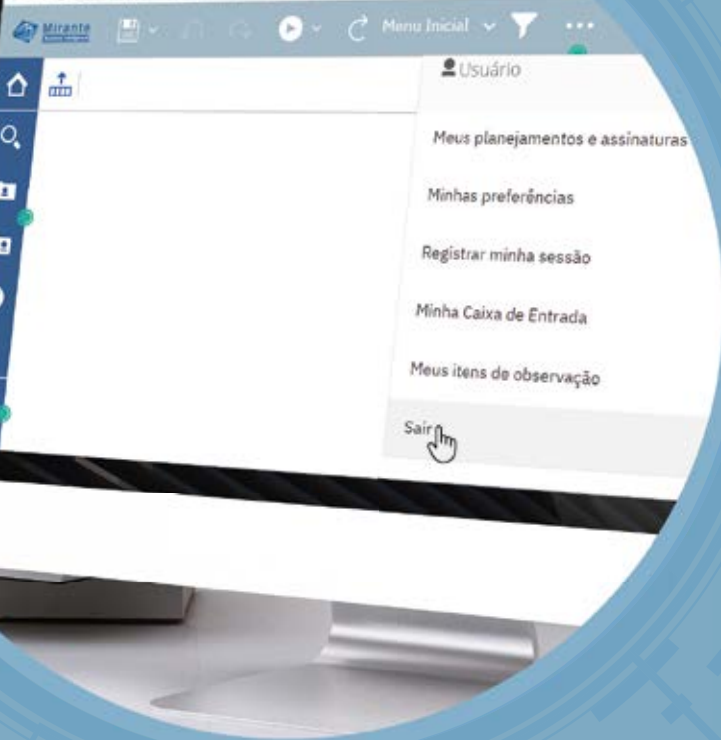 Mirante
Menu Inicial
Usuário
Meus planejamentos e assinaturas
Minhas preferências
Registrar minha sessão
Minha Caixa de Entrada
Meus itens de observação
Sair